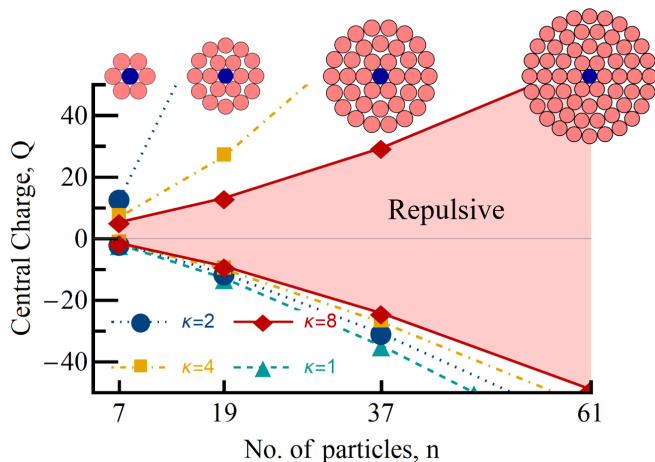 40
20
0
−20
−40
Central Charge, Q
Repulsive
κ=2
κ=8
κ=4
κ=1
7
19
37
61
No. of particles, n